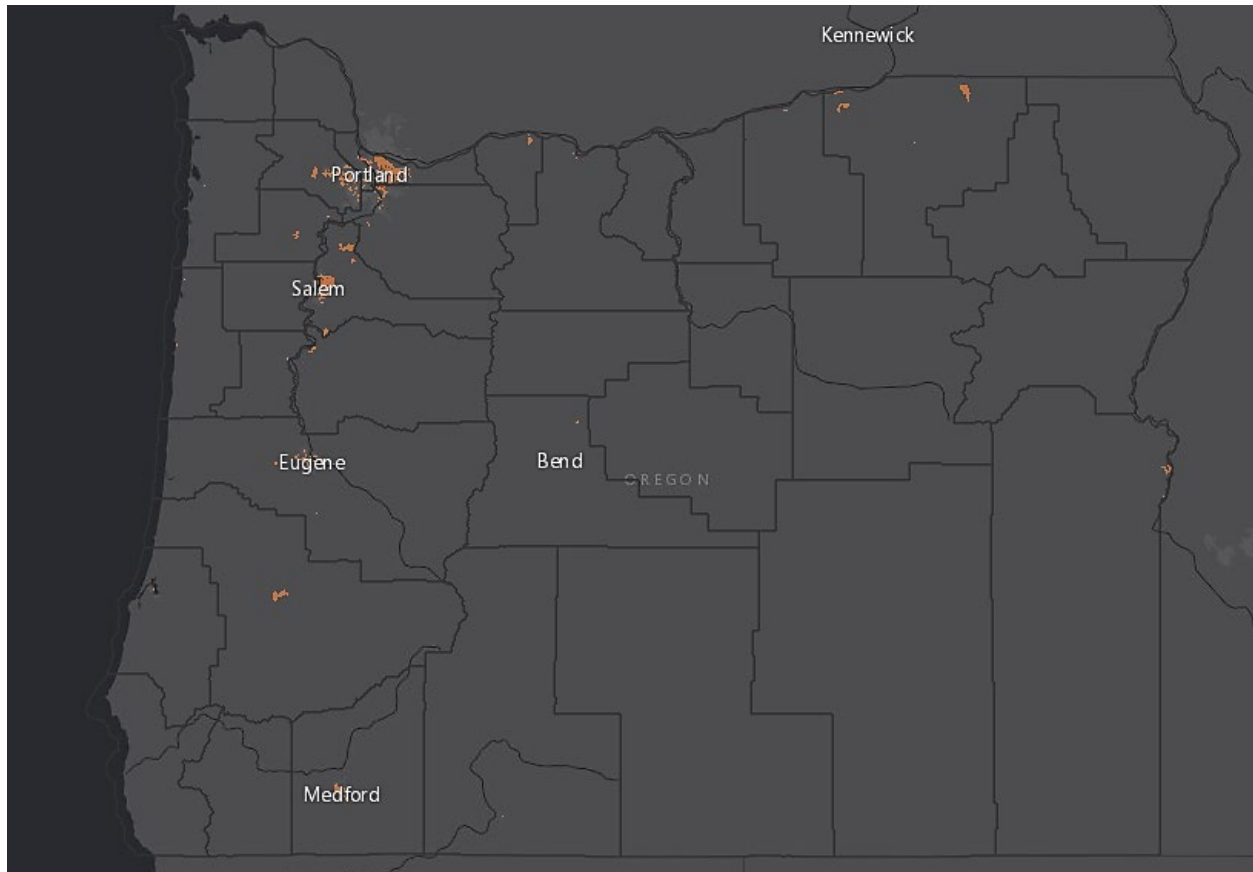 Kennewick
Portland
Salem
Eugene
Bend
OREGON
Medford